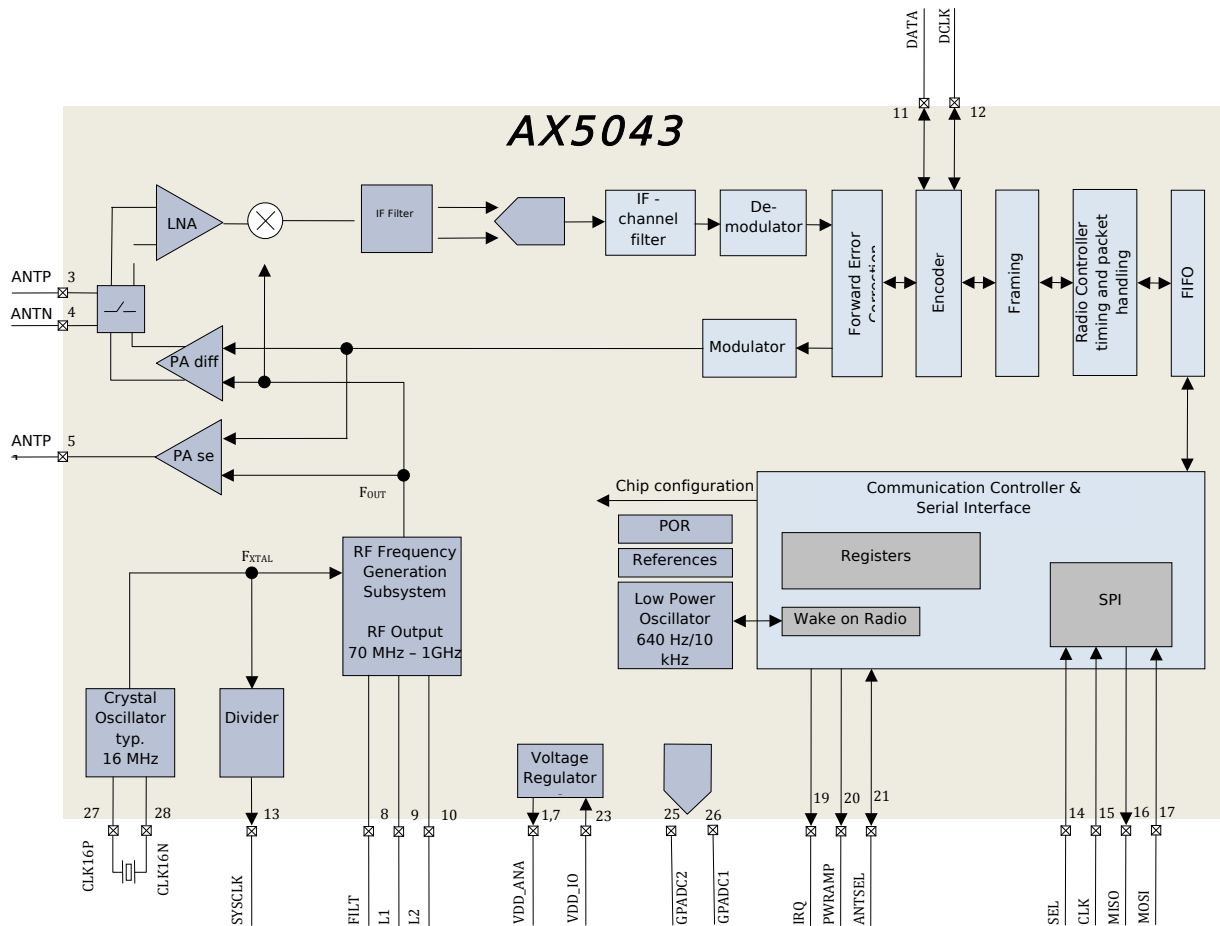 DATA
DCLK
11
12
AX5043
LNA
IF Filter
IF -
channel
filter
De-
modulator
Forward Error
Encoder
Framing
Radio Controller
timing and packet
handling
FIFO
ANTP
3
ANTN
4
PA diff
Modulator
ANTP
5
PA se
FOUT
Chip configuration
Communication Controller &
Serial Interface
POR
References
Low Power
Oscillator
640 Hz/10
kHz
Registers
Wake on Radio
SPI
FXTAL
RF Frequency
Generation
Subsystem
RF Output
70 MHz – 1GHz
Crystal
Oscillator
typ.
16 MHz
Divider
Voltage
Regulator
27
28
13
8
9
10
1,7
23
25
26
19
20
21
14
15
16
17
CLK16P
CLK16N
SYSCLK
FILT
L1
L2
VDD_ANA
VDD_IO
GPADC2
GPADC1
IRQ
PWRAMP
ANTSEL
SEL
CLK
MISO
MOSI